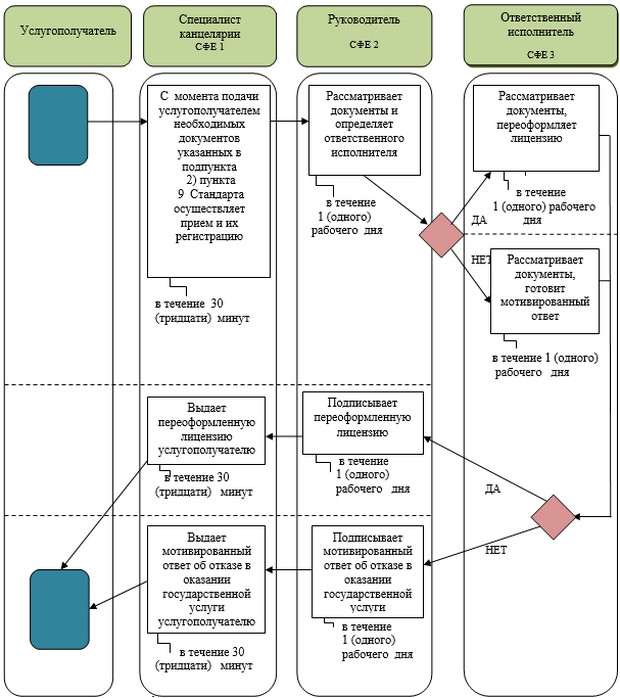 Услугополучатель
Специалист
канцелярии
СФЕ 1
Руководитель
СФЕ 2
Ответственный
исполнитель
СФЕ 3
С момента подачи
услугополучателем
необходимых
документов
указанных в
подпункта
2) пункта
9 Стандарта
осуществляет
прием и их
регистрацию
в течение 30
(тридцати) минут
Рассматривает
документы и
определяет
ответственного
исполнителя
в течение
1 (одного)
рабочего дня
ДА
НЕТ
Рассматривает
документы,
переоформляет
лицензию
в течение
1 (одного) рабочего
дня
Рассматривает
документы,
готовит
мотивированный
ответ
в течение 1 (одного)
рабочего дня
Выдает
переоформленную
лицензию
услугополучателю
в течение 30
(тридцати) минут
Подписывает
переоформленную
лицензию
в течение
1 (одного)
рабочего дня
ДА
НЕТ
Выдает
мотивированный
ответ об отказе в
оказании
государственной
услуги
услугополучателю
в течение 30
(тридцати) минут
Подписывает
мотивированный
ответ об отказе в
оказании
государственной
услуги
в течение
1 (одного)
рабочего дня